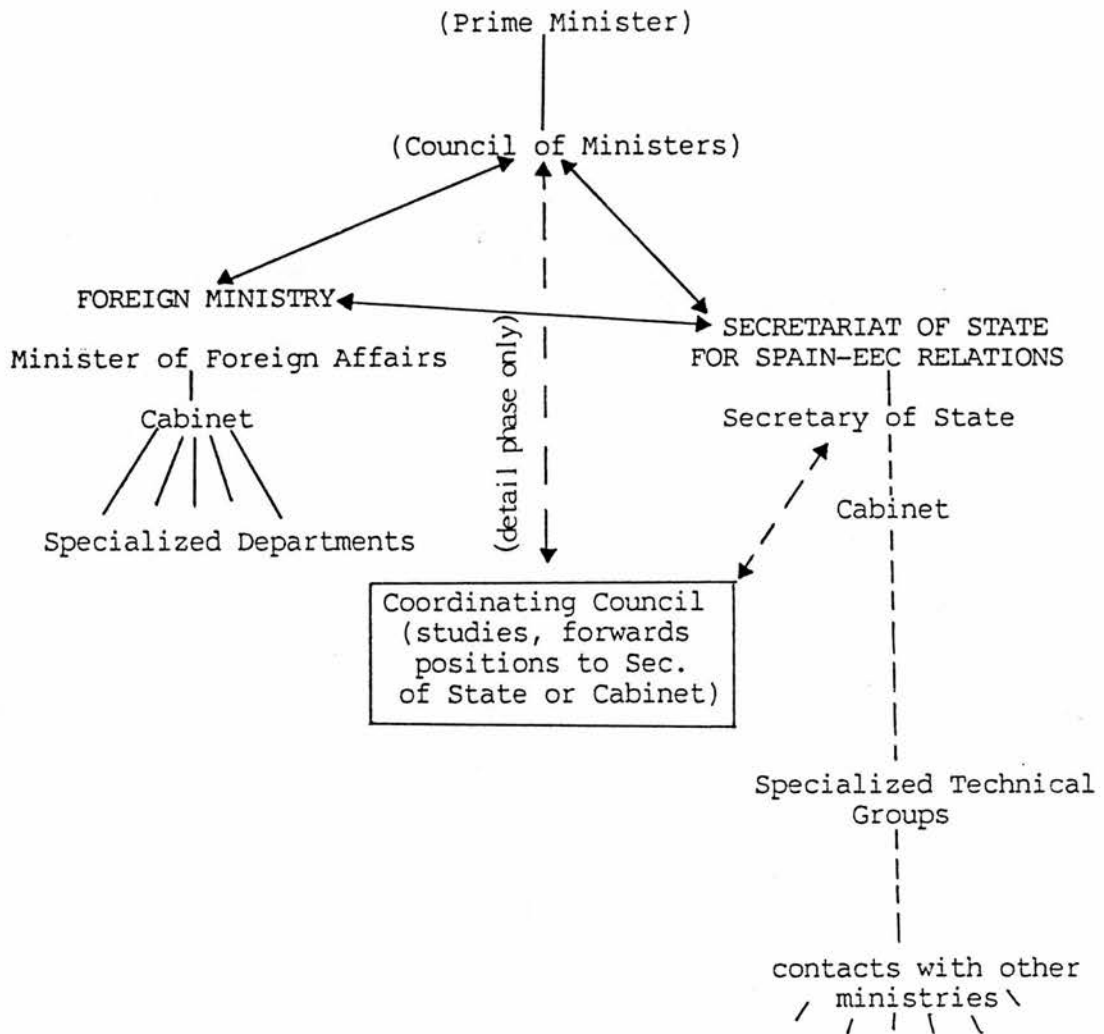 (Prime Minister)
(Council of Ministers)
FOREIGN MINISTRY
Minister of Foreign Affairs
Cabinet
Specialized Departments
(detail phase only)
SECRETARIAT OF STATE
FOR SPAIN-EEC RELATIONS
Secretary of State
Cabinet
Coordinating Council
(studies, forwards
positions to Sec.
of State or Cabinet)
Specialized Technical
Groups
contacts with other
ministries